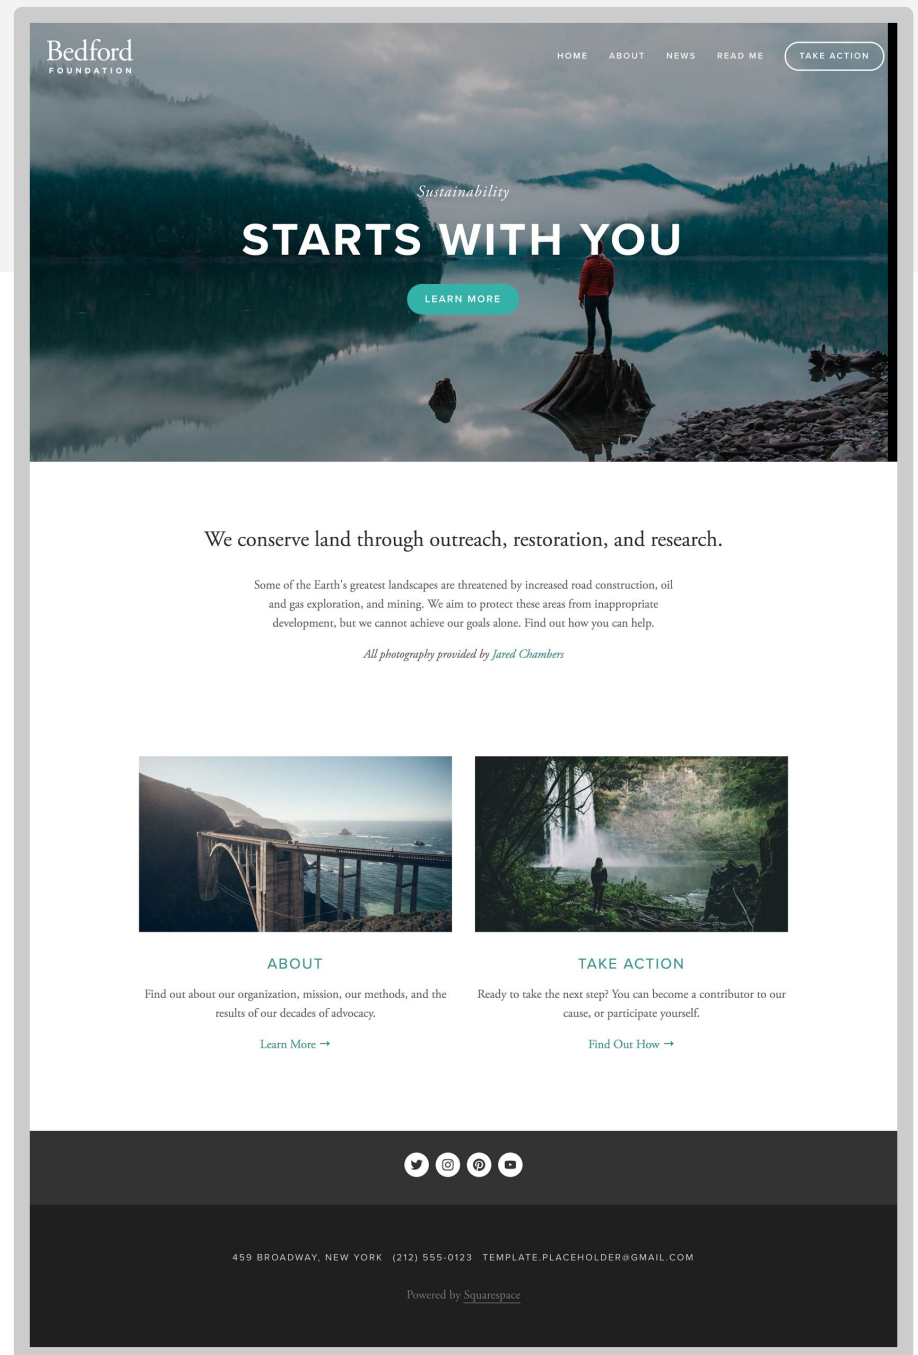 Bedford
FOUNDATION
HOME ABOUT NEWS READ ME TAKE ACTION
Sustainability
STARTS WITH YOU
LEARN MORE
We conserve land through outreach, restoration, and research.
Some of the Earth's greatest landscapes are threatened by increased road construction, oil
and gas exploration, and mining. We aim to protect these areas from inappropriate
development, but we cannot achieve our goals alone. Find out how you can help.
All photography provided by Jared Chambers
ABOUT
Find out about our organization, mission, our methods, and the
results of our decades of advocacy.
Learn More →
TAKE ACTION
Ready to take the next step? You can become a contributor to our
cause, or participate yourself.
Find Out How →
459 BROADWAY, NEW YORK (212) 555-0123 TEMPLATE.PLACEHOLDER@GMAIL.COM
Powered by Squarespace